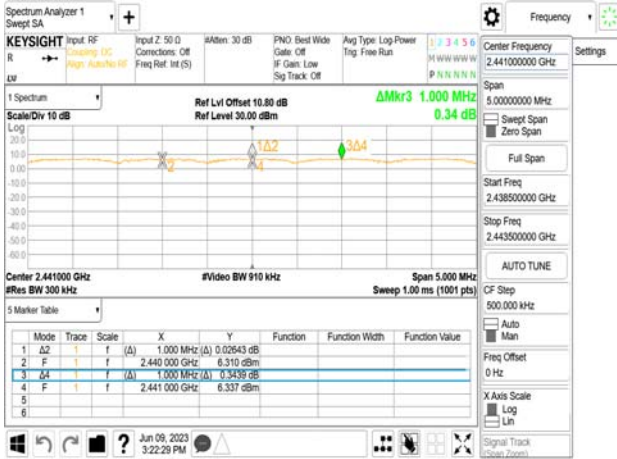 Spectrum Analyzer 1
Swept SA
+
Frequency
Settings
KEYSIGHT
R
Input: RF
Coupling: DC
Align: Auto/No RF
Input Z: 50 Ω
Corrections: Off
Freq Ref: Int (S)
#Atten: 30 dB
PNO: Best Wide
Gate: Off
IF Gain: Low
Sig Track: Off
Avg Type: Log-Power
Trig: Free Run
1 2 3 4 5 6
M W W W W W
P N N N N N
1 Spectrum
Scale/Div 10 dB
Log
Ref Lvl Offset 10.80 dB
Ref Level 30.00 dBm
ΔMkr3 1.000 MHz
0.34 dB
20.0
10.0
0.00
-10.0
-20.0
-30.0
-40.0
-50.0
-60.0
2
1Δ2
4
3Δ4
Center 2.441000 GHz
#Res BW 300 kHz
#Video BW 910 kHz
Span 5.000 MHz
Sweep 1.00 ms (1001 pts)
5 Marker Table
Mode Trace Scale X Y Function Function Width Function Value
1 Δ2 1 f (Δ) 1.000 MHz (Δ) 0.02643 dB
2 F 1 f 2.440 000 GHz 6.310 dBm
3 Δ4 1 f (Δ) 1.000 MHz (Δ) 0.3439 dB
4 F 1 f 2.441 000 GHz 6.337 dBm
5
6
?
Jun 09, 2023
3:22:29 PM
Center Frequency
2.441000000 GHz
Span
5.00000000 MHz
Swept Span
Zero Span
Full Span
Start Freq
2.438500000 GHz
Stop Freq
2.443500000 GHz
AUTO TUNE
CF Step
500.000 kHz
Auto
Man
Freq Offset
0 Hz
X Axis Scale
Log
Lin
Signal Track
(Span Zoom)